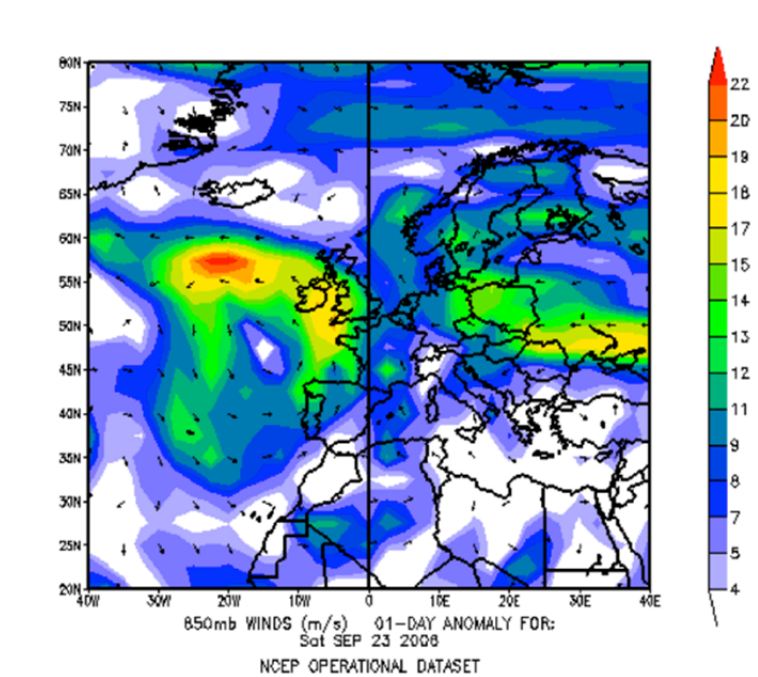 80N
75N
70N
65N
60N
55N
50N
45N
40N
35N
30N
25N
20N
40W 30W 20W 10W 0 10E 20E 30E 40E
22
20
19
18
17
15
14
13
12
11
9
8
7
5
4
850mb WINDS (m/s) 01-DAY ANOMALY FOR:
Sat SEP 23 2006
NCEP OPERATIONAL DATASET